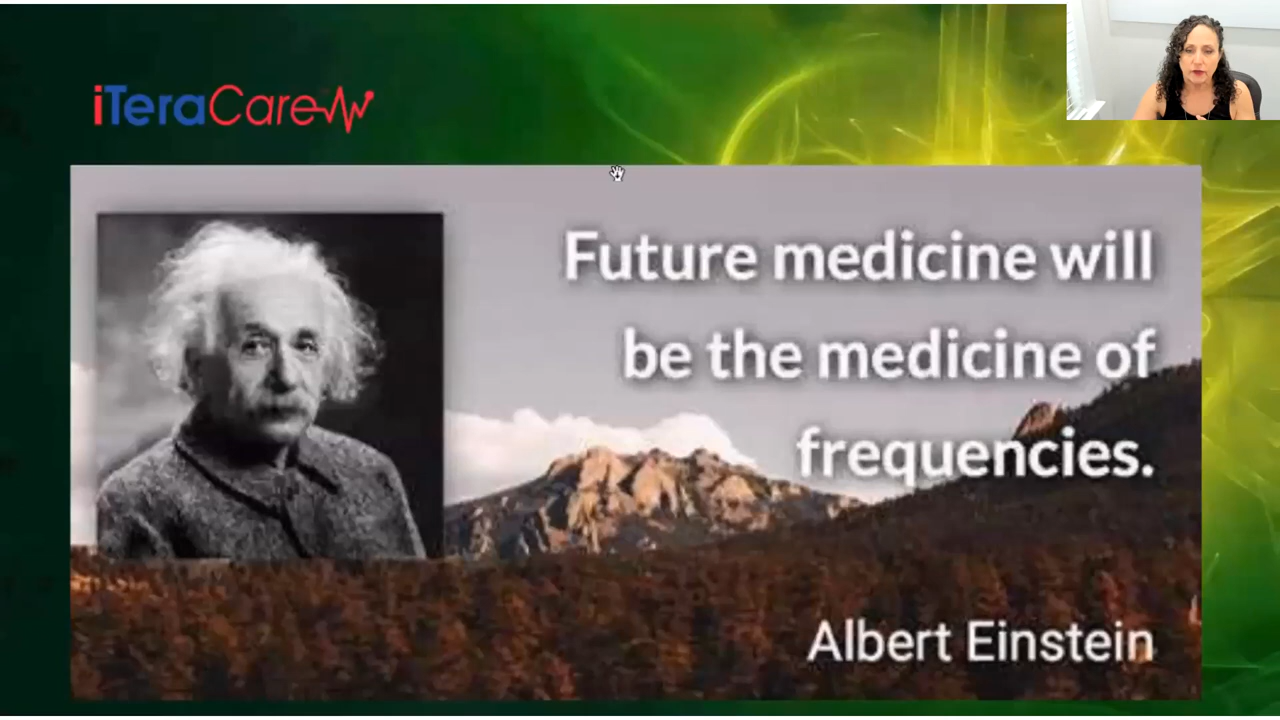 iTeraCare
Future medicine will
be the medicine of
frequencies.
Albert Einstein